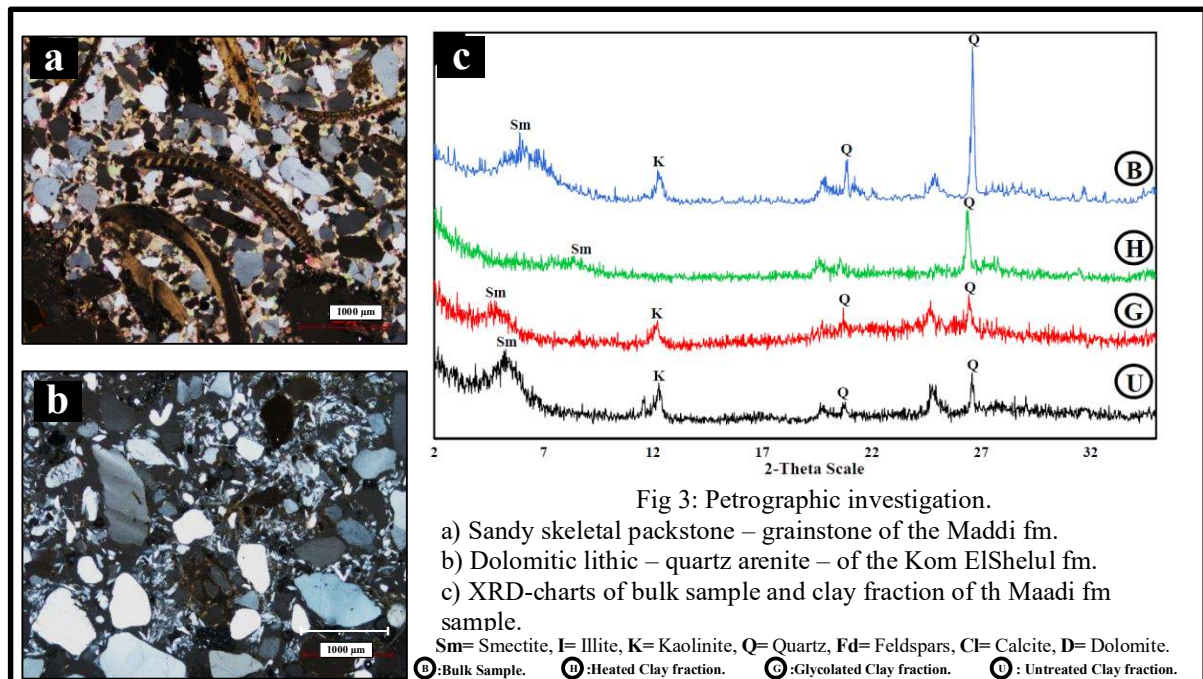 a
1000 µm
b
1000 µm
c
Q
Sm
K
Q
B
Q
Sm
H
Sm
K
Q
Q
G
Sm
K
Q
Q
U
2 7 12 17 22 27 32
2-Theta Scale
Fig 3: Petrographic investigation.
a) Sandy skeletal packstone – grainstone of the Maddi fm.
b) Dolomitic lithic – quartz arenite – of the Kom ElShelul fm.
c) XRD-charts of bulk sample and clay fraction of th Maadi fm
sample.
Sm= Smectite, I= Illite, K= Kaolinite, Q= Quartz, Fd= Feldspars, Cl= Calcite, D= Dolomite.
B :Bulk Sample. H :Heated Clay fraction. G :Glycolated Clay fraction. U : Untreated Clay fraction.